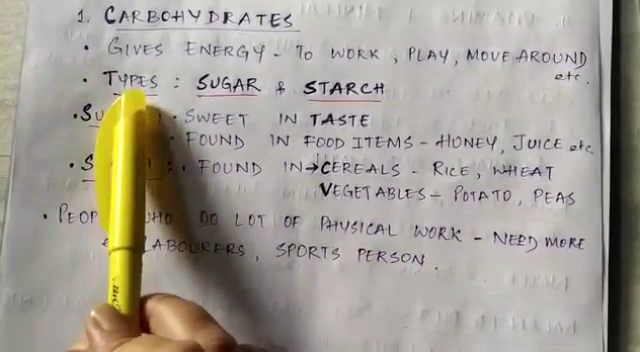 1. CARBOHYDRATES
• GIVES ENERGY - TO WORK, PLAY, MOVE AROUND etc.
• TYPES : SUGAR & STARCH
• SWEET IN TASTE
FOUND IN FOOD ITEMS - HONEY, JUICE etc.
• FOUND IN → CEREALS - RICE, WHEAT
VEGETABLES - POTATO, PEAS
• WHO DO LOT OF PHYSICAL WORK - NEED MORE
LABOURERS, SPORTS PERSON.